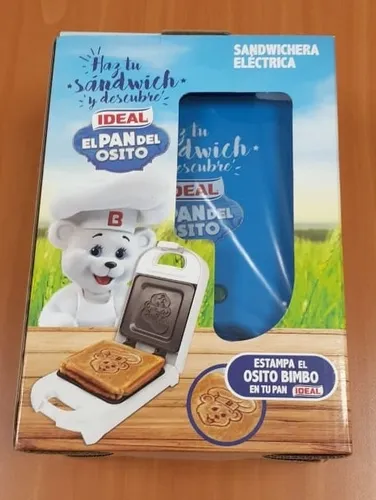 Haz tu
sándwich
y descubre
IDEAL
EL PAN DEL
OSITO
SANDWICHERA
ELÉCTRICA
Haz tu
sándwich
y descubre
IDEAL
EL PAN DEL
OSITO
B
ESTAMPA EL
OSITO BIMBO
EN TU PAN IDEAL